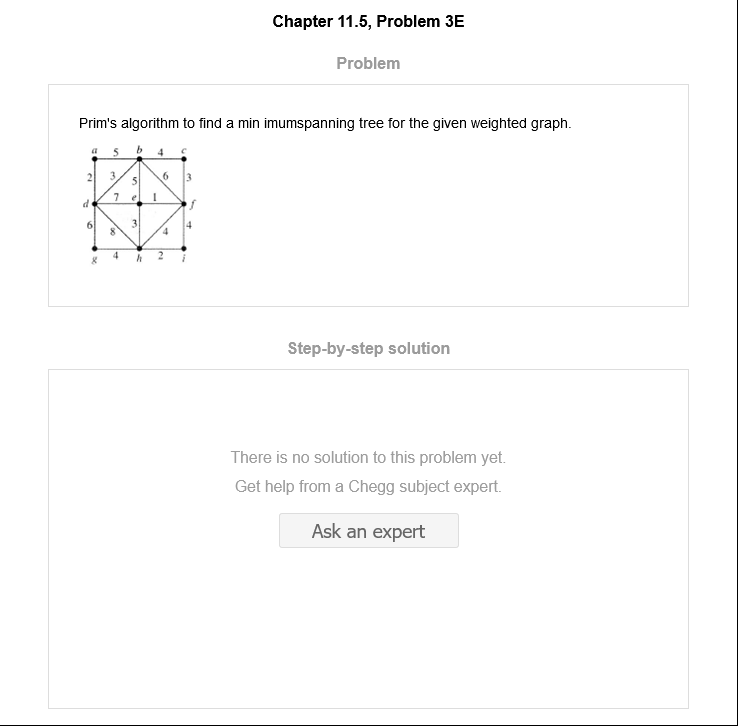 Chapter 11.5, Problem 3E
Problem
Prim's algorithm to find a min imumspanning tree for the given weighted graph.
a 5 b 4 c
2 3 5 6 3
d 7 e 1 f
6 8 3 4 4
g 4 h 2 i
Step-by-step solution
There is no solution to this problem yet.
Get help from a Chegg subject expert.
Ask an expert